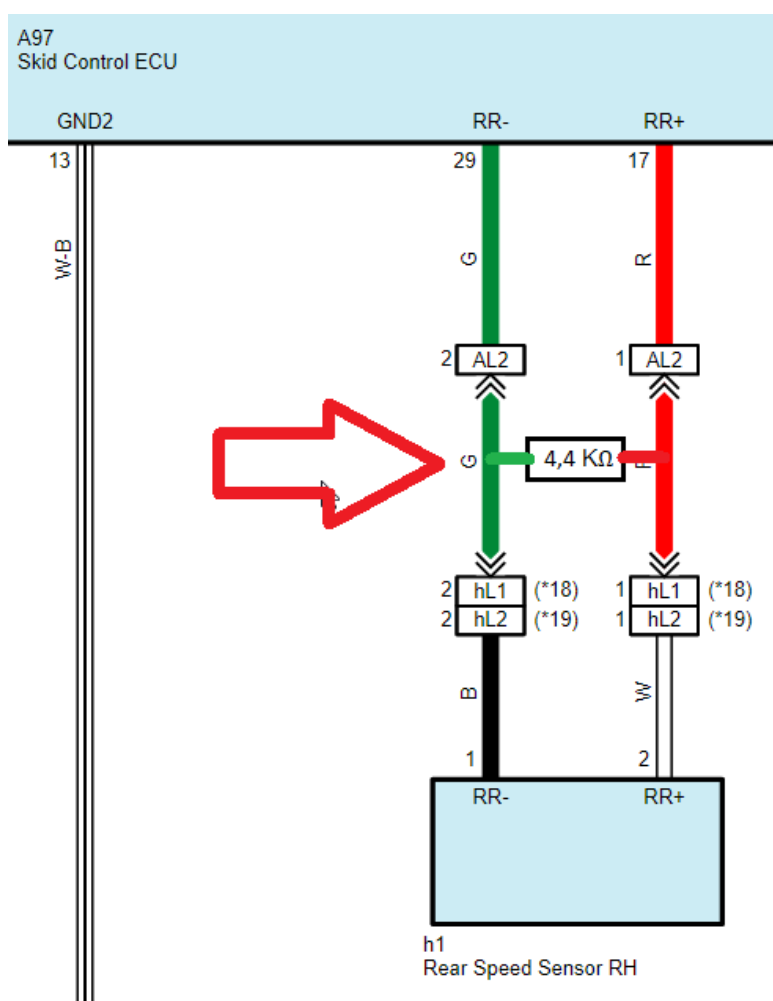 A97
Skid Control ECU
GND2 RR- RR+
13 29 17
W-B G R
2 AL2 1 AL2
G 4,4 KΩ
2 hL1 (*18) 1 hL1 (*18)
2 hL2 (*19) 1 hL2 (*19)
B W
1 2
RR- RR+
h1
Rear Speed Sensor RH